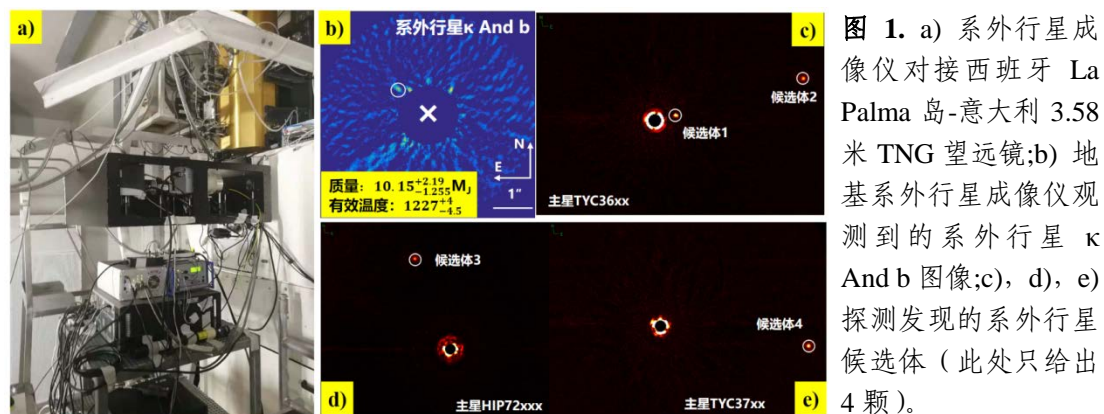 a)
b)
系外行星κ And b
N
E
质量：10.15+2.19-1.255MJ
有效温度：1227+4-4.5
1"
c)
候选体2
候选体1
主星TYC36xx
候选体3
d)
主星HIP72xxx
候选体4
主星TYC37xx
e)
图 1. a) 系外行星成
像仪对接西班牙 La
Palma 岛-意大利 3.58
米 TNG 望远镜;b) 地
基系外行星成像仪观
测到的系外行星 κ
And b 图像;c)，d)，e)
探测发现的系外行星
候选体（此处只给出
4 颗）。